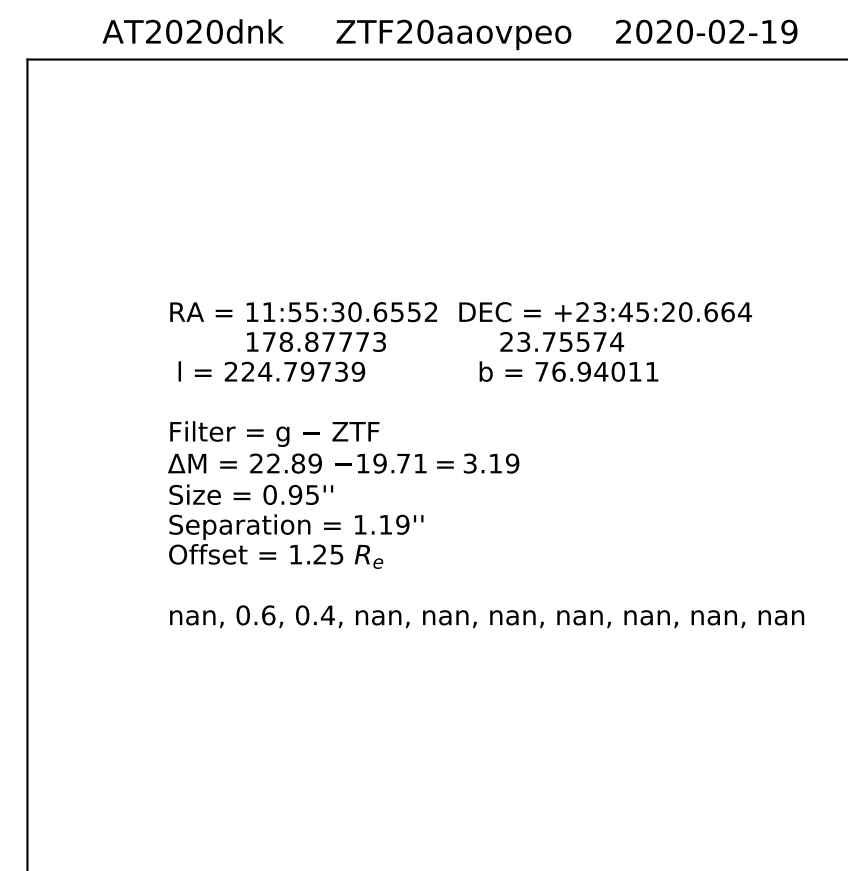 AT2020dnk ZTF20aaovpeo 2020-02-19
RA = 11:55:30.6552 DEC = +23:45:20.664
178.87773 23.75574
l = 224.79739 b = 76.94011
Filter = g − ZTF
ΔM = 22.89 −19.71 = 3.19
Size = 0.95''
Separation = 1.19''
Offset = 1.25 Rₑ
nan, 0.6, 0.4, nan, nan, nan, nan, nan, nan, nan